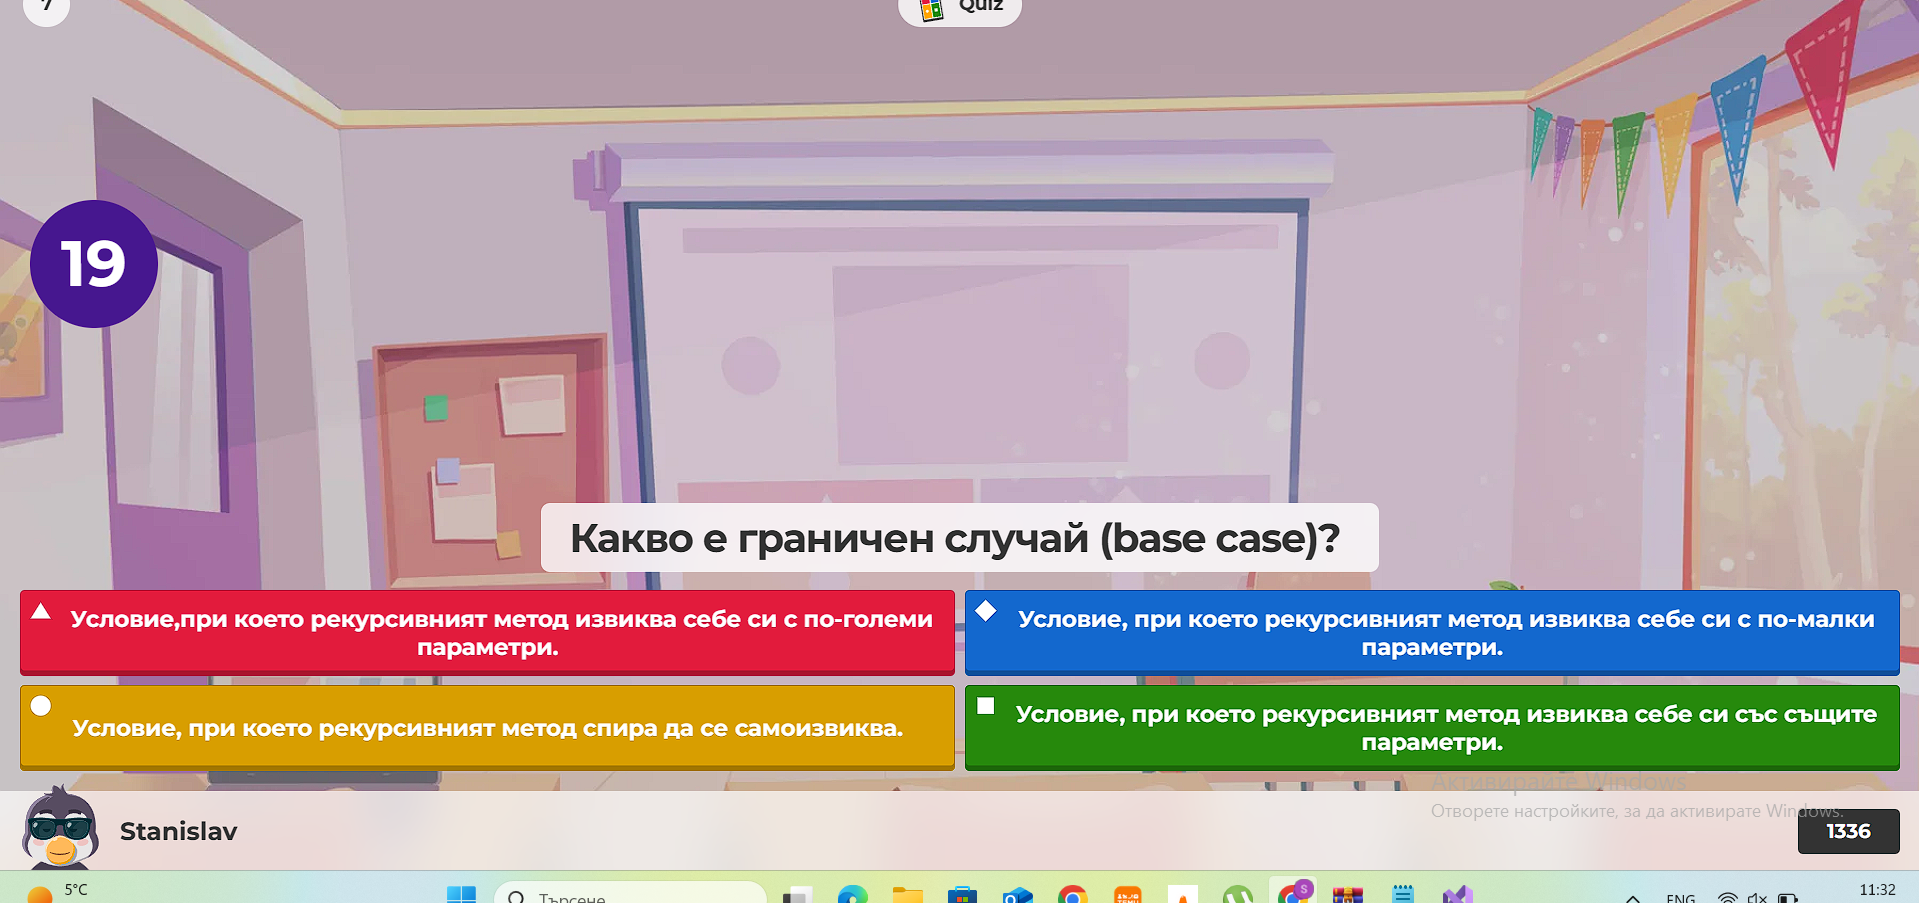 7
Quiz
19
Какво е граничен случай (base case)?
Условие,при което рекурсивният метод извиква себе си с по-големи
параметри.
Условие, при което рекурсивният метод извиква себе си с по-малки
параметри.
Условие, при което рекурсивният метод спира да се самоизвиква.
Условие, при което рекурсивният метод извиква себе си със същите
параметри.
Активирайте Windows
Отворете настройките, за да активирате Windows.
Stanislav
1336
5°C
Търсене
ENG
11:32